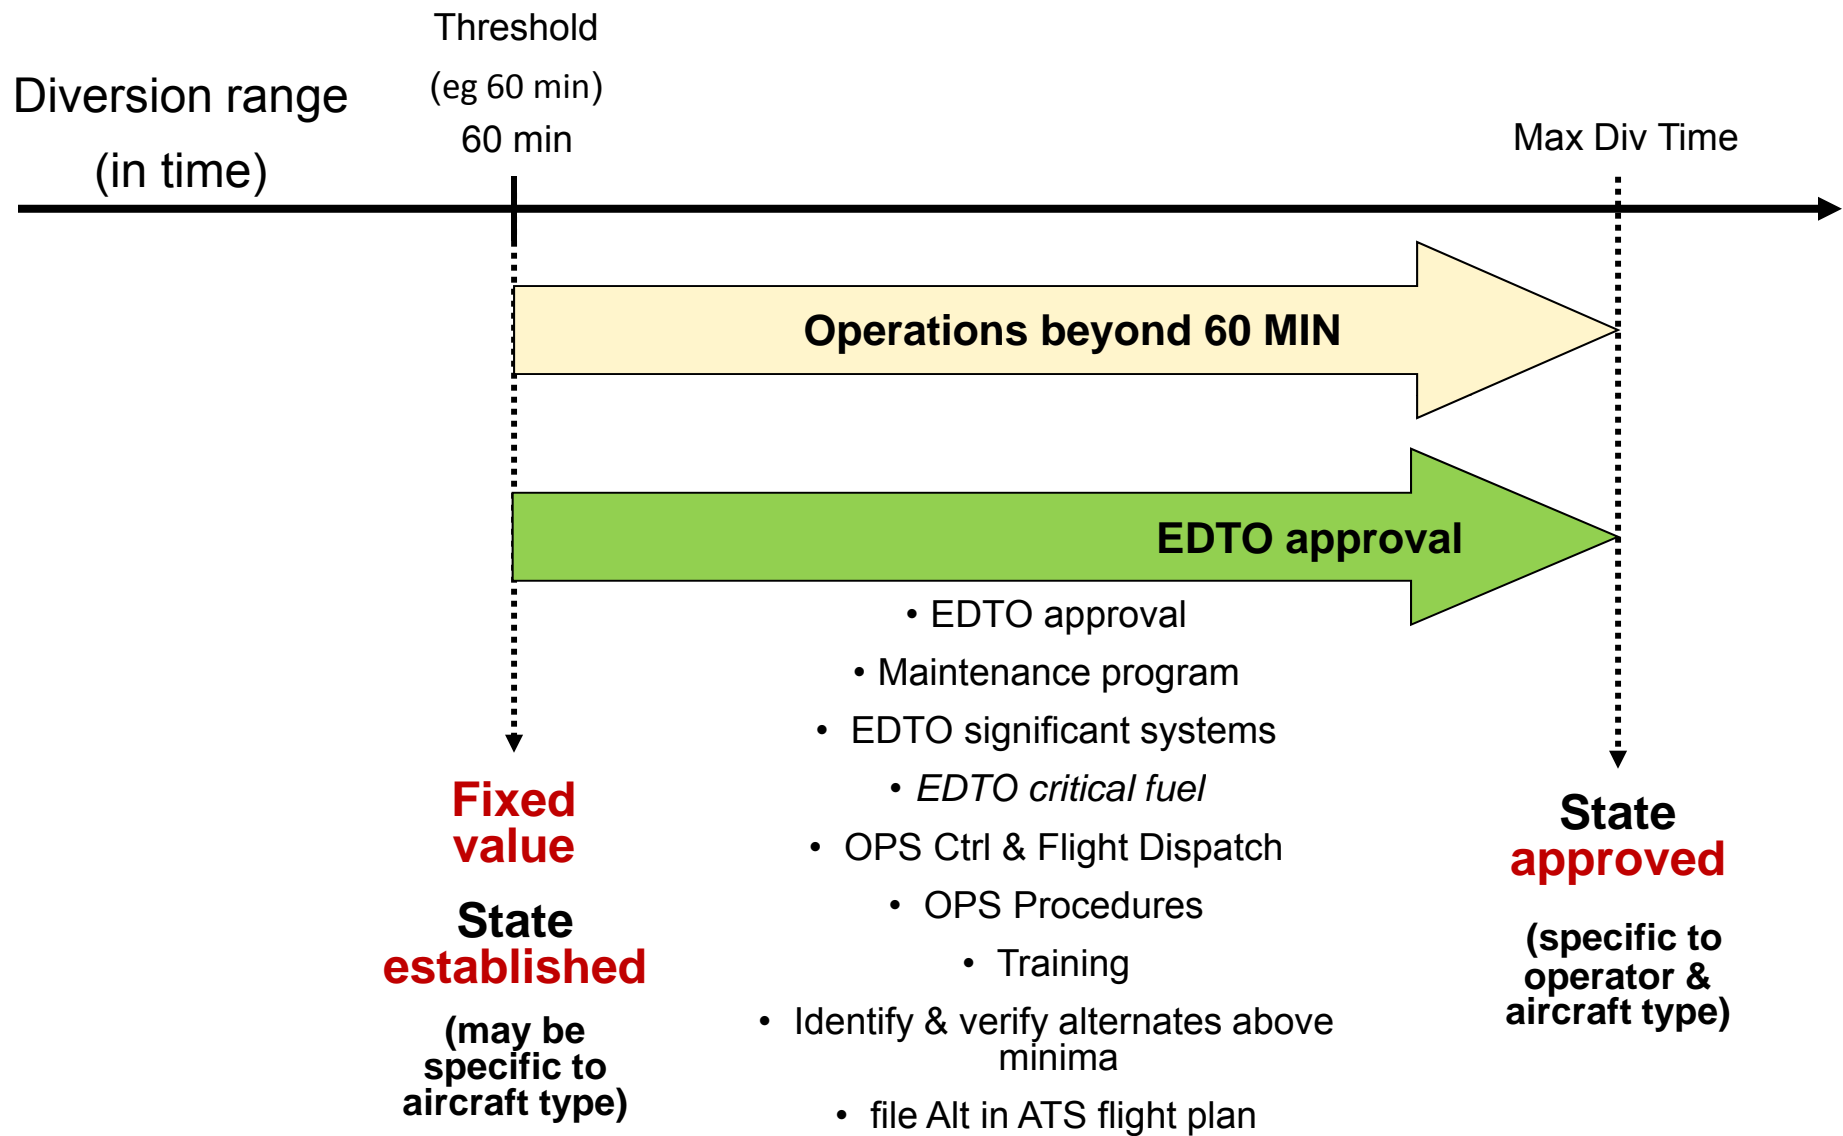 Threshold
(eg 60 min)
60 min
Diversion range
(in time)
Max Div Time
Operations beyond 60 MIN
EDTO approval
• EDTO approval
• Maintenance program
• EDTO significant systems
• EDTO critical fuel
• OPS Ctrl & Flight Dispatch
• OPS Procedures
• Training
• Identify & verify alternates above
minima
• file Alt in ATS flight plan
Fixed
value
State
established
(may be
specific to
aircraft type)
State
approved
(specific to
operator &
aircraft type)